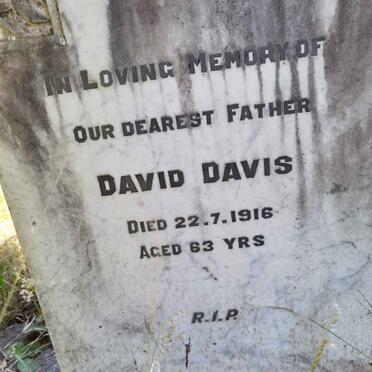 IN LOVING MEMORY OF
OUR DEAREST FATHER
DAVID DAVIS
DIED 22.7.1916
AGED 63 YRS
R.I.P.